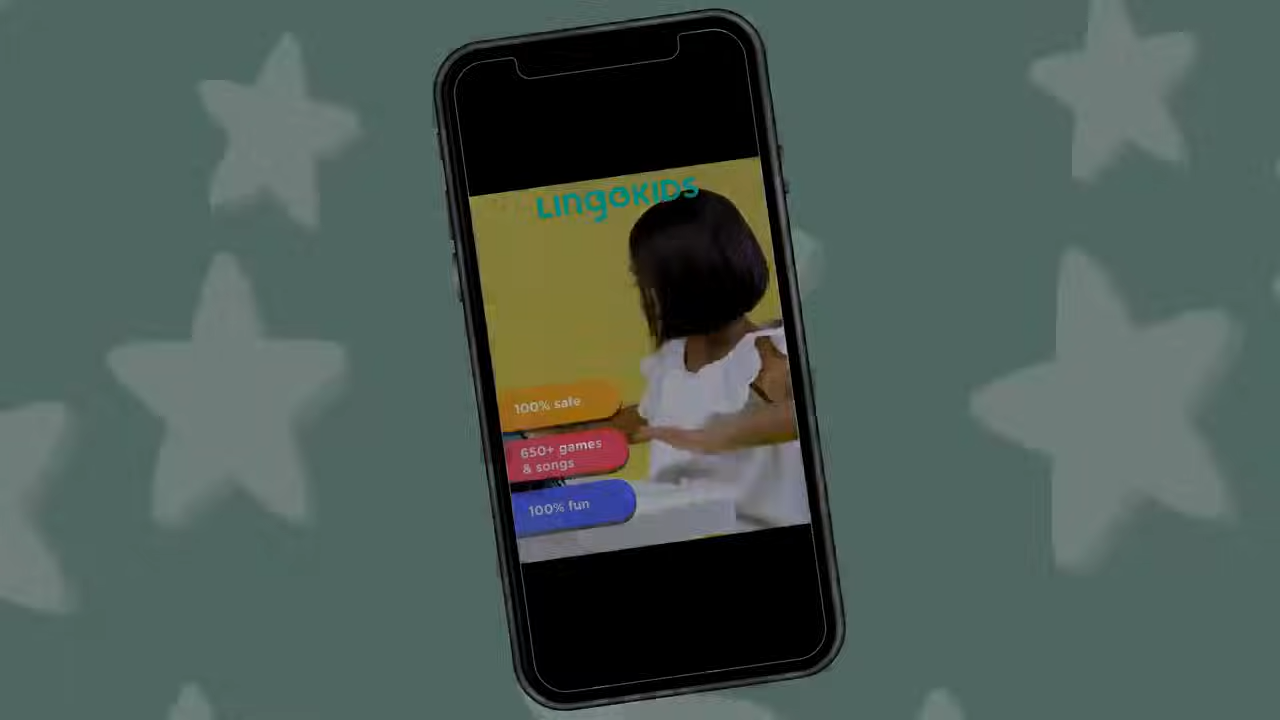 Lingokids
100% safe
650+ games
& songs
100% fun